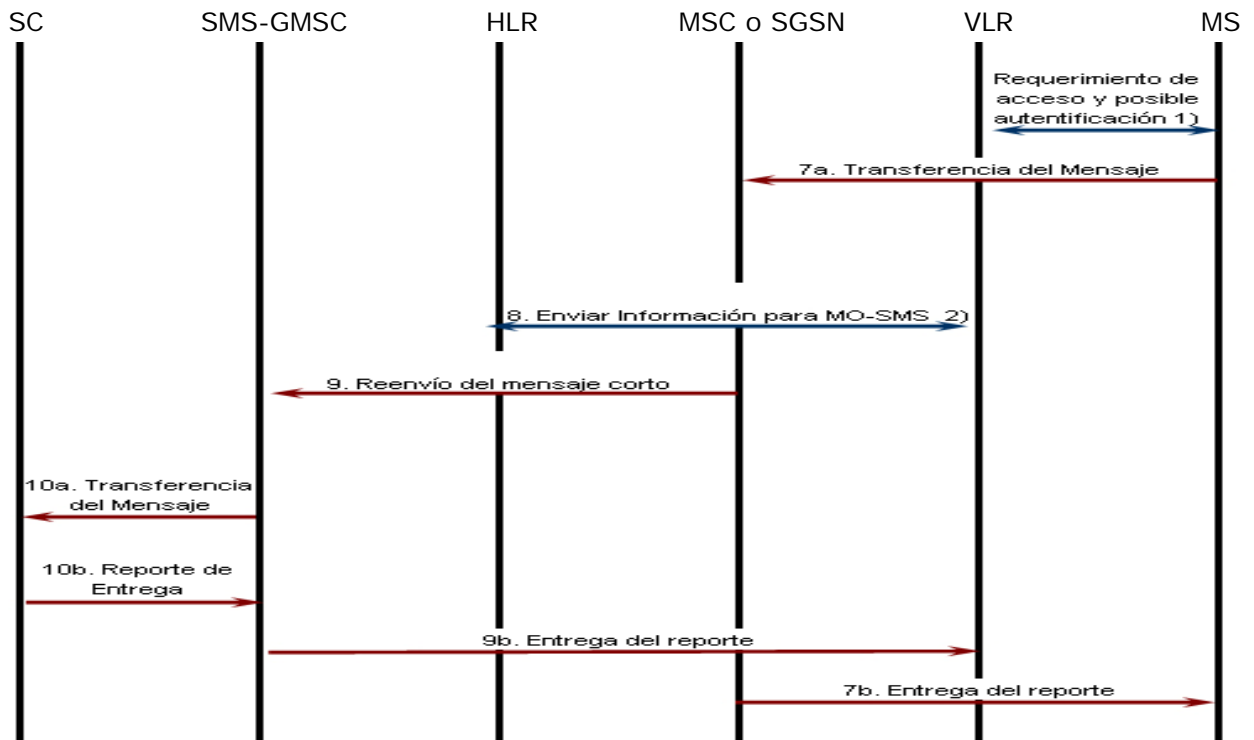 SC SMS-GMSC HLR MSC o SGSN VLR MS
Requerimiento de
acceso y posible
autentificación 1)
7a. Transferencia del Mensaje
8. Enviar Información para MO-SMS 2)
9. Reenvío del mensaje corto
10a. Transferencia
del Mensaje
10b. Reporte de
Entrega
9b. Entrega del reporte
7b. Entrega del reporte